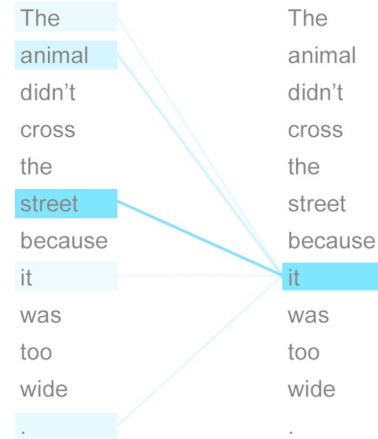 The The
animal animal
didn't didn't
cross cross
the the
street street
because because
it it
was was
too too
wide wide
. .